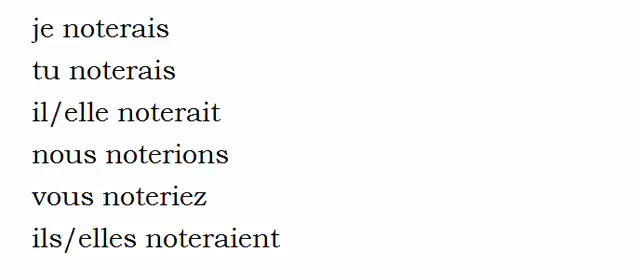 je noterais
tu noterais
il/elle noterait
nous noterions
vous noteriez
ils/elles noteraient